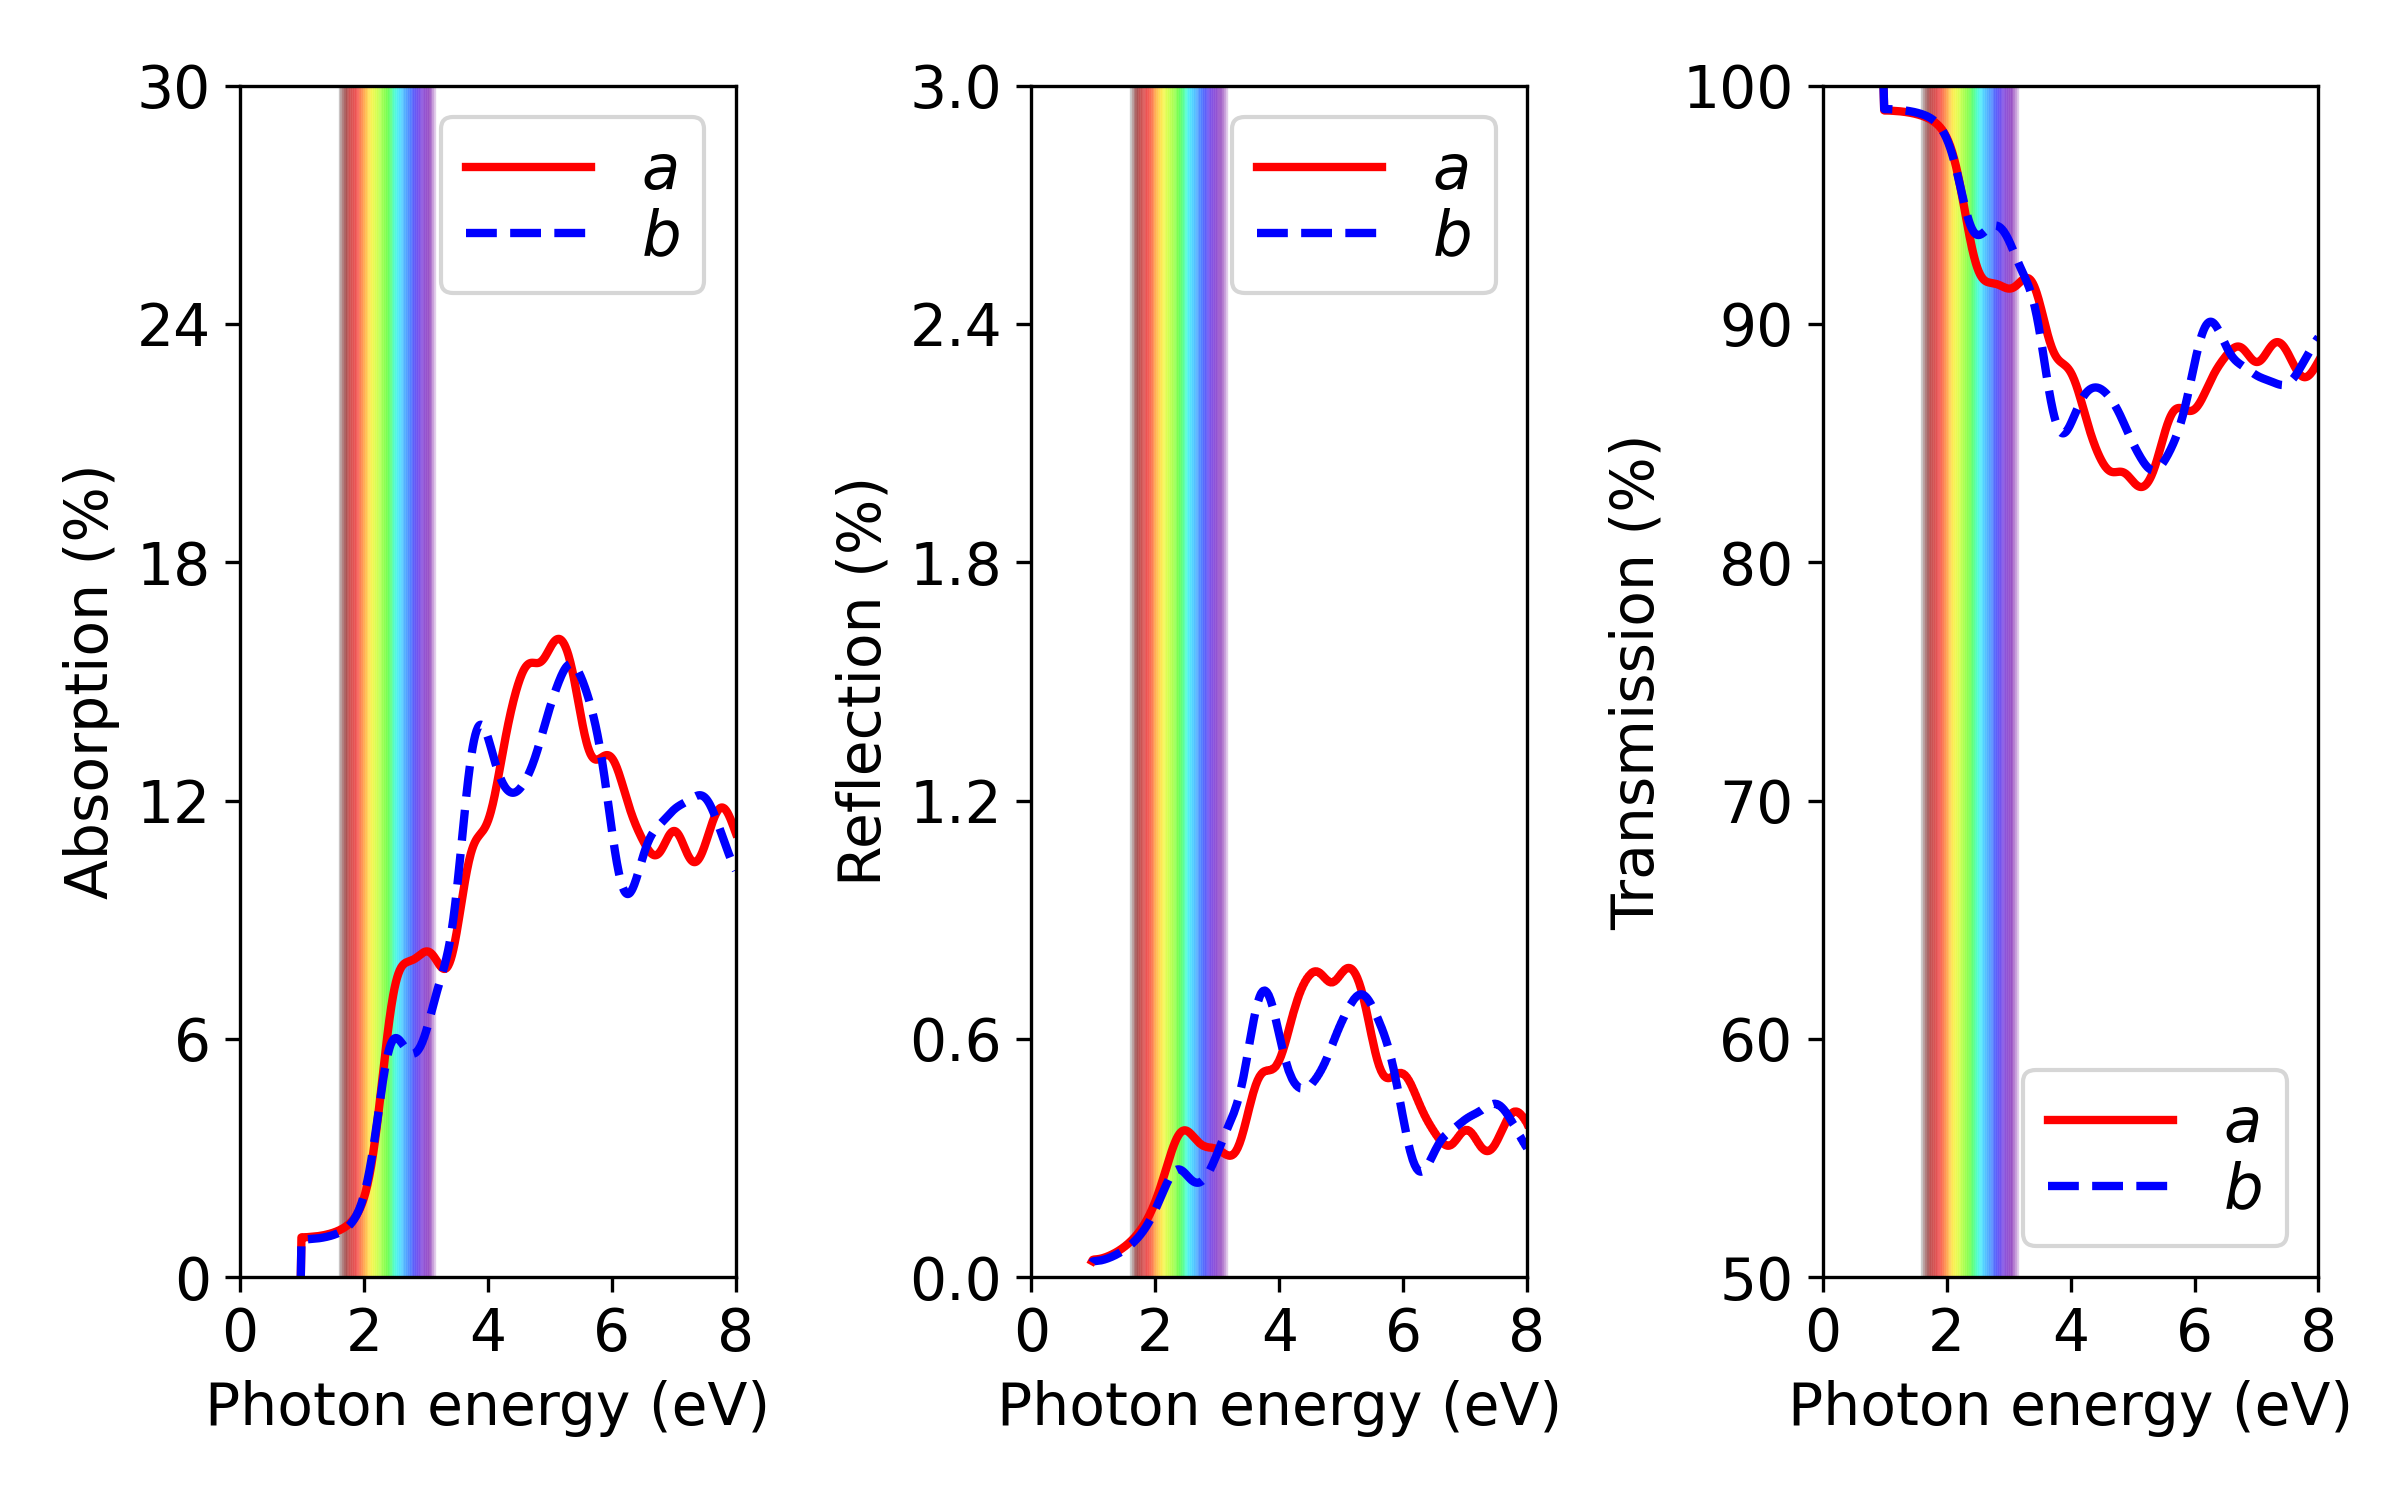 Absorption (%)
30
24
18
12
6
0
0 2 4 6 8
Photon energy (eV)
a
b
Reflection (%)
3.0
2.4
1.8
1.2
0.6
0.0
0 2 4 6 8
Photon energy (eV)
a
b
Transmission (%)
100
90
80
70
60
50
0 2 4 6 8
Photon energy (eV)
a
b